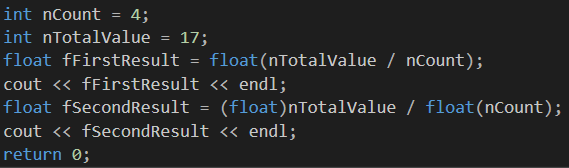 int nCount = 4;
int nTotalValue = 17;
float fFirstResult = float(nTotalValue / nCount);
cout << fFirstResult << endl;
float fSecondResult = (float)nTotalValue / float(nCount);
cout << fSecondResult << endl;
return 0;